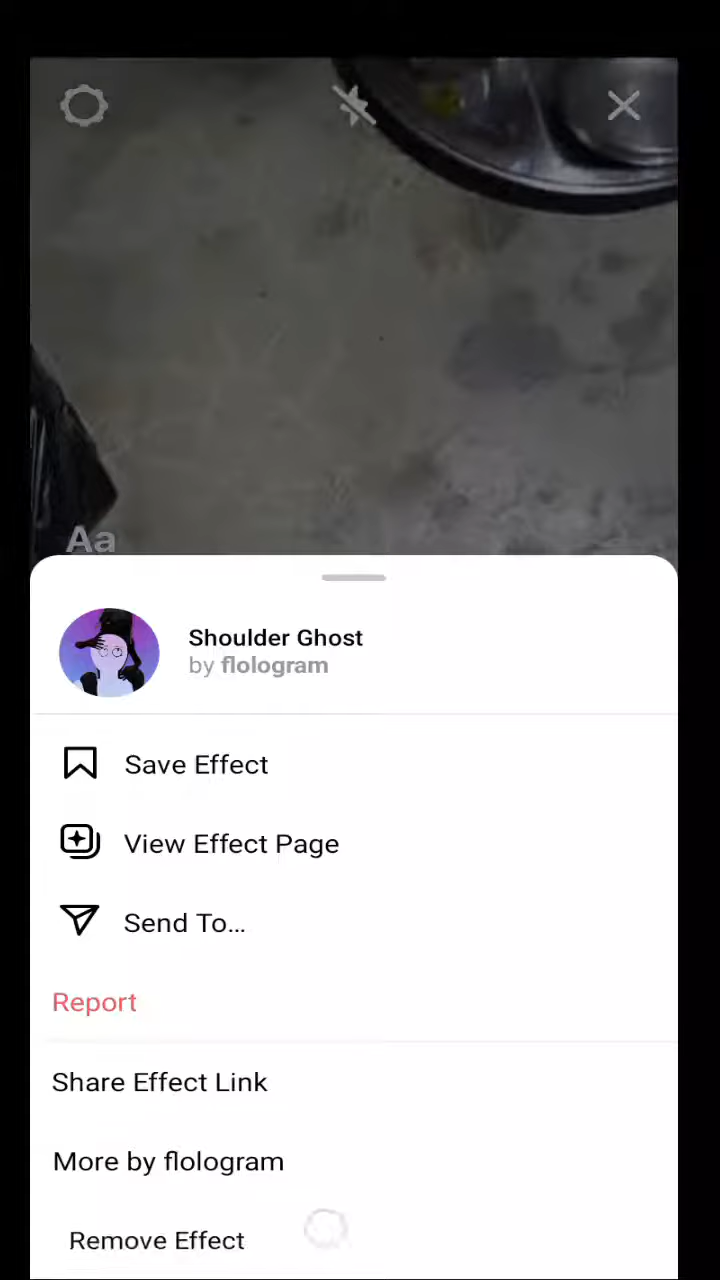 Aa
Shoulder Ghost
by flologram
Save Effect
View Effect Page
Send To...
Report
Share Effect Link
More by flologram
Remove Effect